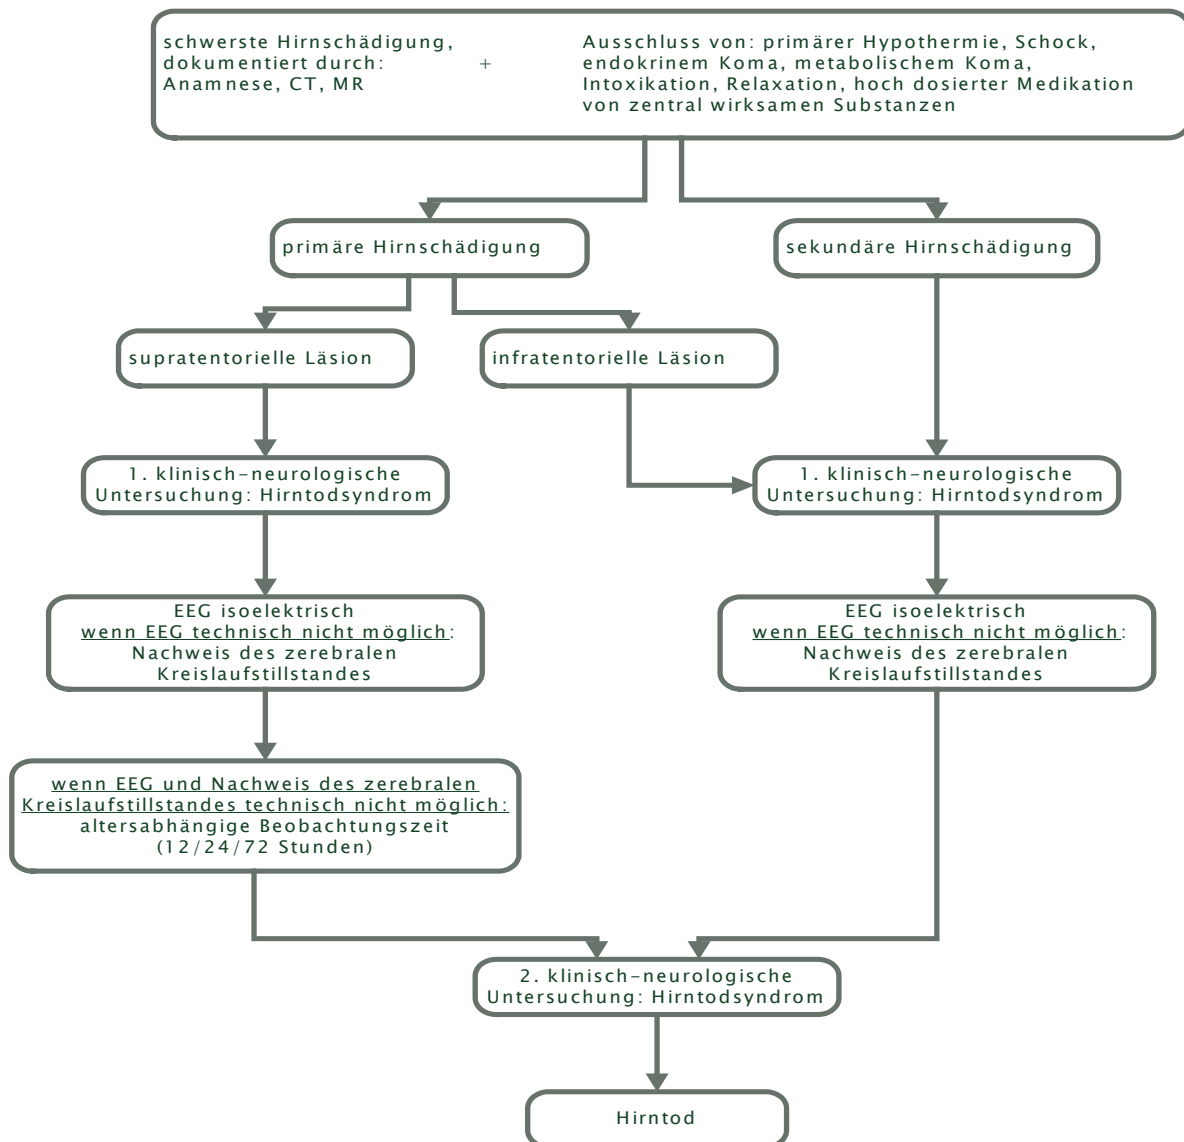 schwerste Hirnschädigung,
dokumentiert durch:
Anamnese, CT, MR
+
Ausschluss von: primärer Hypothermie, Schock,
endokrinem Koma, metabolischem Koma,
Intoxikation, Relaxation, hoch dosierter Medikation
von zentral wirksamen Substanzen
primäre Hirnschädigung
sekundäre Hirnschädigung
supratentorielle Läsion
infratentorielle Läsion
1. klinisch-neurologische
Untersuchung: Hirntodsyndrom
1. klinisch-neurologische
Untersuchung: Hirntodsyndrom
EEG isoelektrisch
wenn EEG technisch nicht möglich:
Nachweis des zerebralen
Kreislaufstillstandes
EEG isoelektrisch
wenn EEG technisch nicht möglich:
Nachweis des zerebralen
Kreislaufstillstandes
wenn EEG und Nachweis des zerebralen
Kreislaufstillstandes technisch nicht möglich:
altersabhängige Beobachtungszeit
(12/24/72 Stunden)
2. klinisch-neurologische
Untersuchung: Hirntodsyndrom
Hirntod